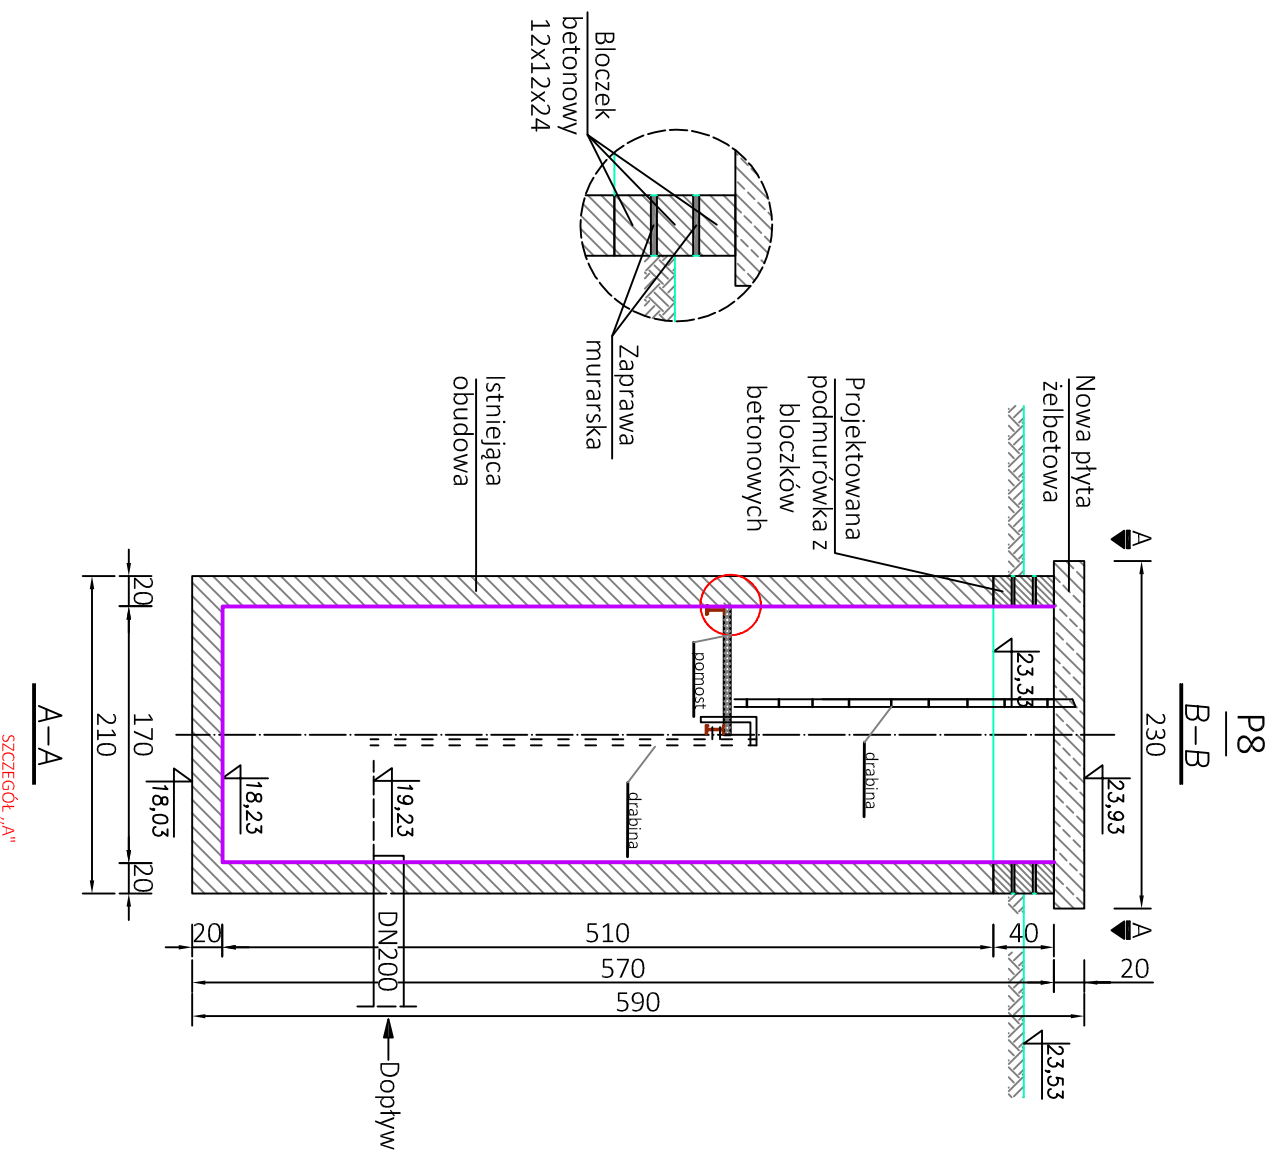 P8
B-B
230
A
A
23,93
Nowa płyta
żelbetowa
20
Projektowana
podmurówka z
bloczków
betonowych
23,33
40
23,53
drabina
pomost
drabina
Bloczek
betonowy
12x12x24
Zaprawa
murarska
Istniejąca
obudowa
510
570
590
19,23
DN200
Dopływ
18,23
18,03
20
20
170
20
210
A-A
SZCZEGÓŁ „A"